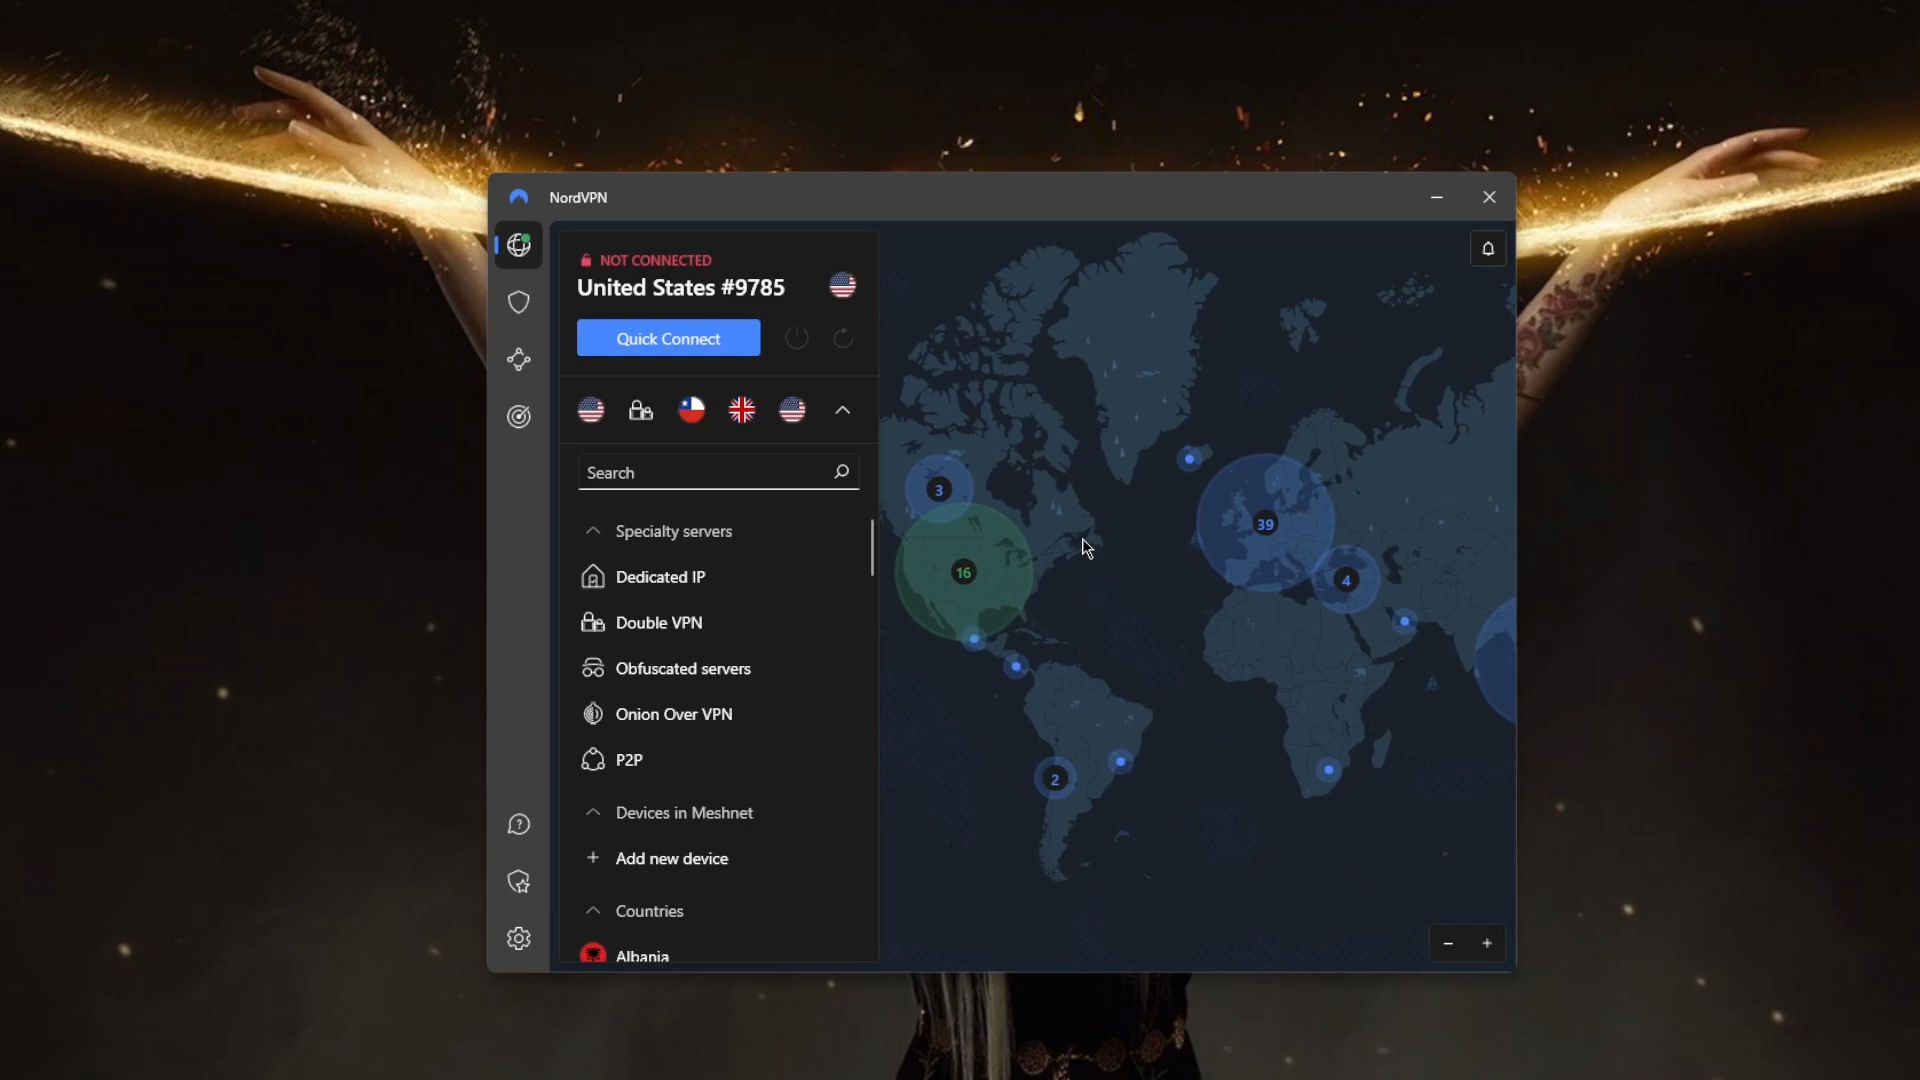 NordVPN
NOT CONNECTED
United States #9785
Quick Connect
Search
Specialty servers
Dedicated IP
Double VPN
Obfuscated servers
Onion Over VPN
P2P
Devices in Meshnet
Add new device
Countries
Albania
3
16
39
4
2